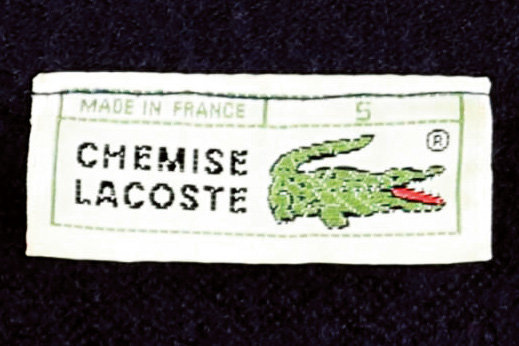 MADE IN FRANCE 5
CHEMISE
LACOSTE
®